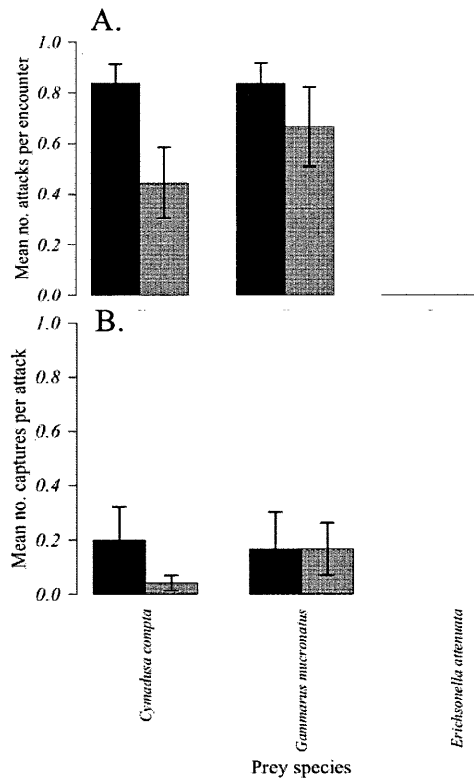 A.
Mean no. attacks per encounter
1.0
0.8
0.6
0.4
0.2
0.0
B.
Mean no. captures per attack
1.0
0.8
0.6
0.4
0.2
0.0
Cymadusa compta
Gammarus mucronatus
Erichsonella attenuata
Prey species